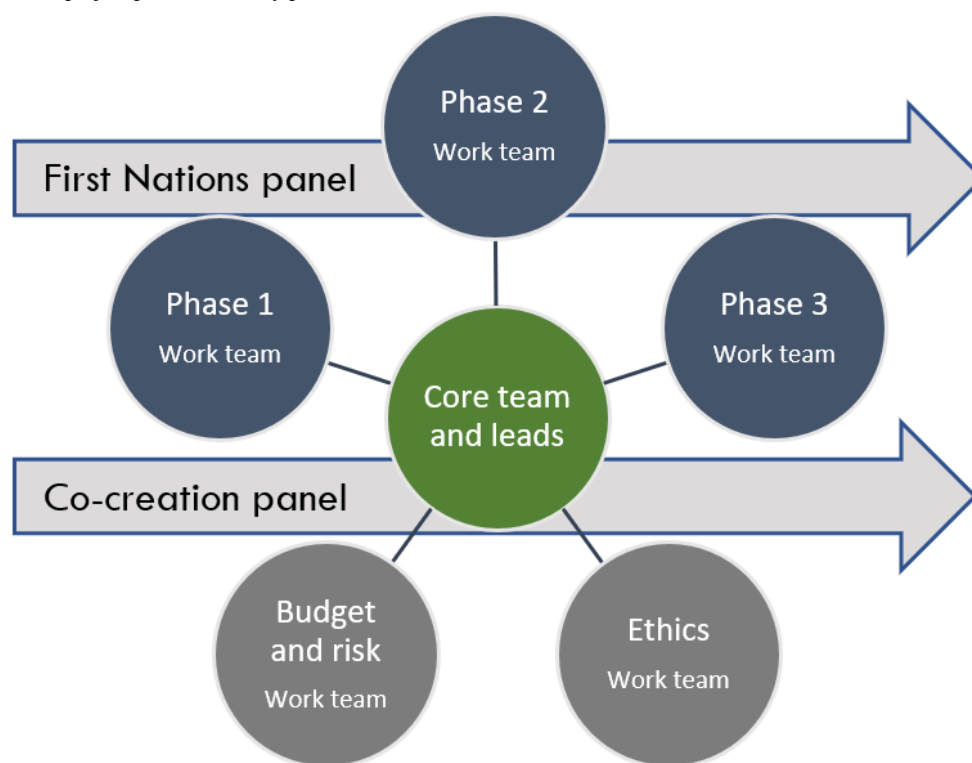 Phase 2
Work team
First Nations panel
Phase 1
Work team
Phase 3
Work team
Core team
and leads
Co-creation panel
Budget
and risk
Work team
Ethics
Work team